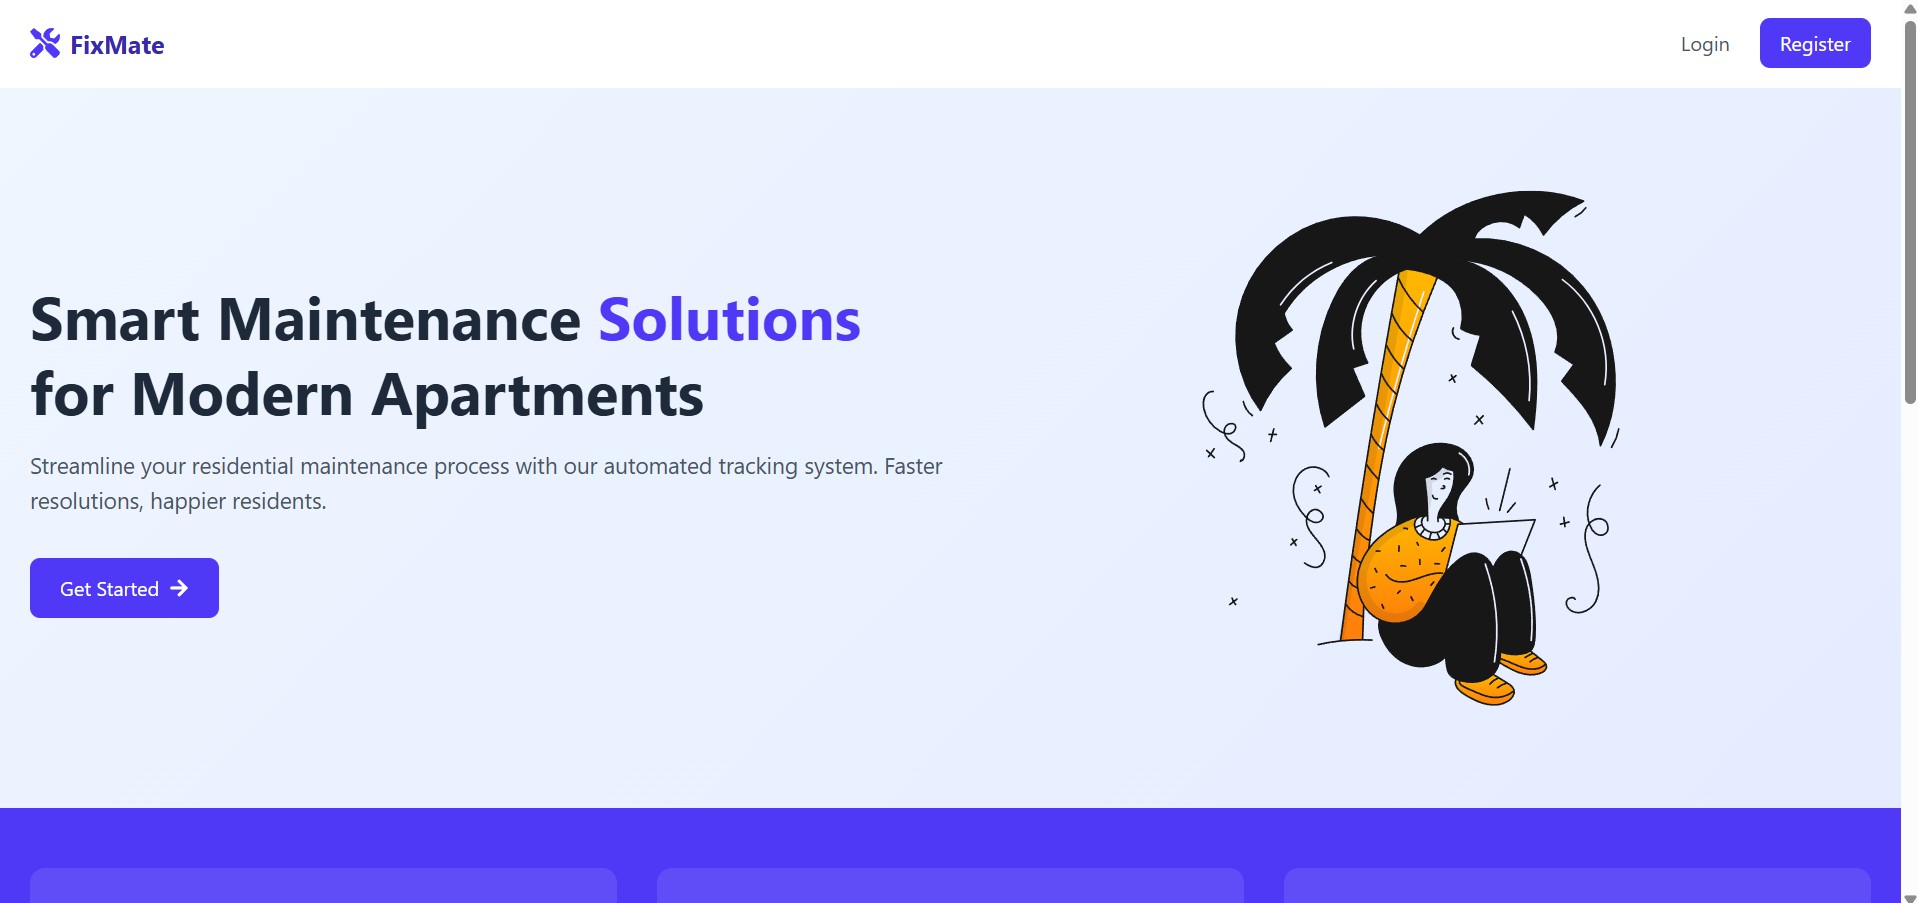 FixMate
Login
Register
Smart Maintenance Solutions
for Modern Apartments
Streamline your residential maintenance process with our automated tracking system. Faster
resolutions, happier residents.
Get Started